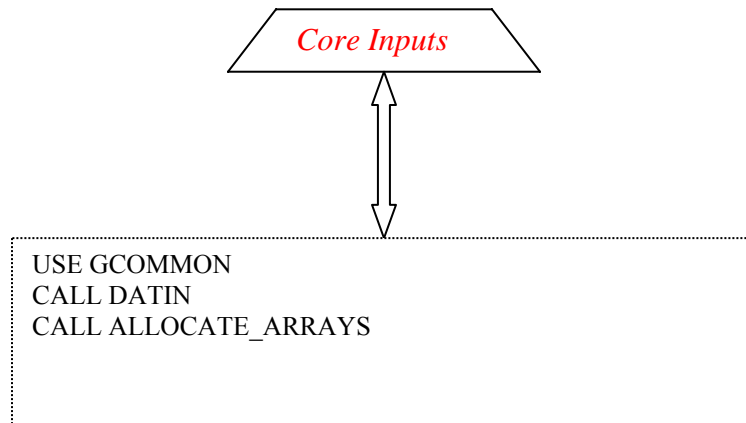 Core Inputs
USE GCOMMON
CALL DATIN
CALL ALLOCATE_ARRAYS